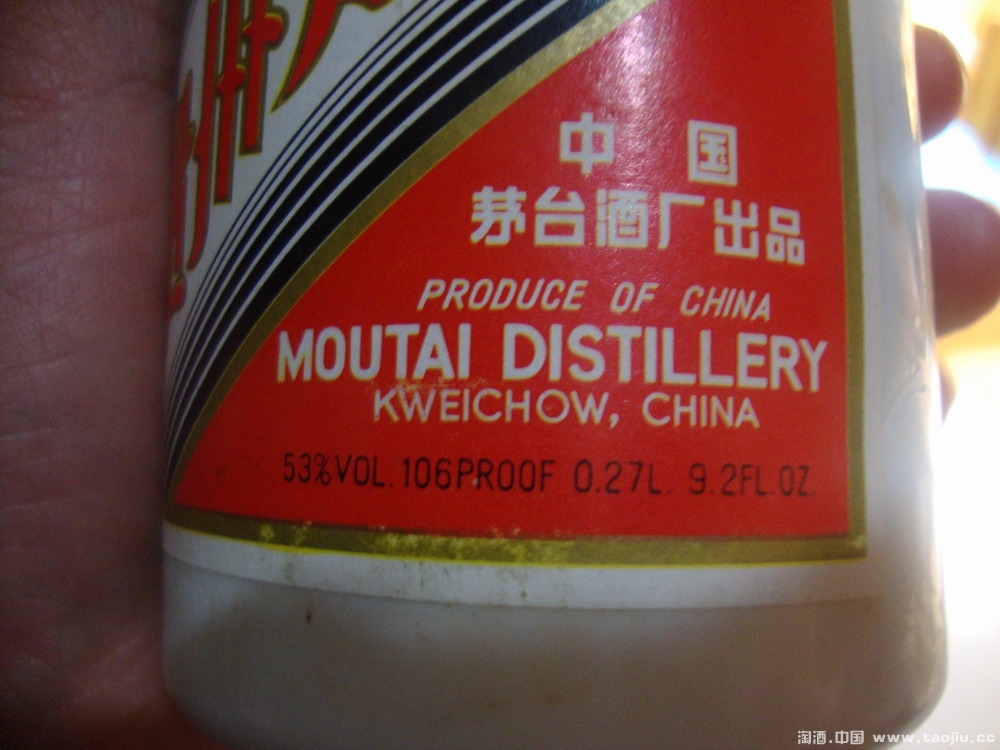 中 国
茅台酒厂出品
PRODUCE OF CHINA
MOUTAI DISTILLERY
KWEICHOW, CHINA
53%VOL. 106PROOF 0.27L. 9.2FL.OZ.
淘酒.中国 www.taojiu.cc